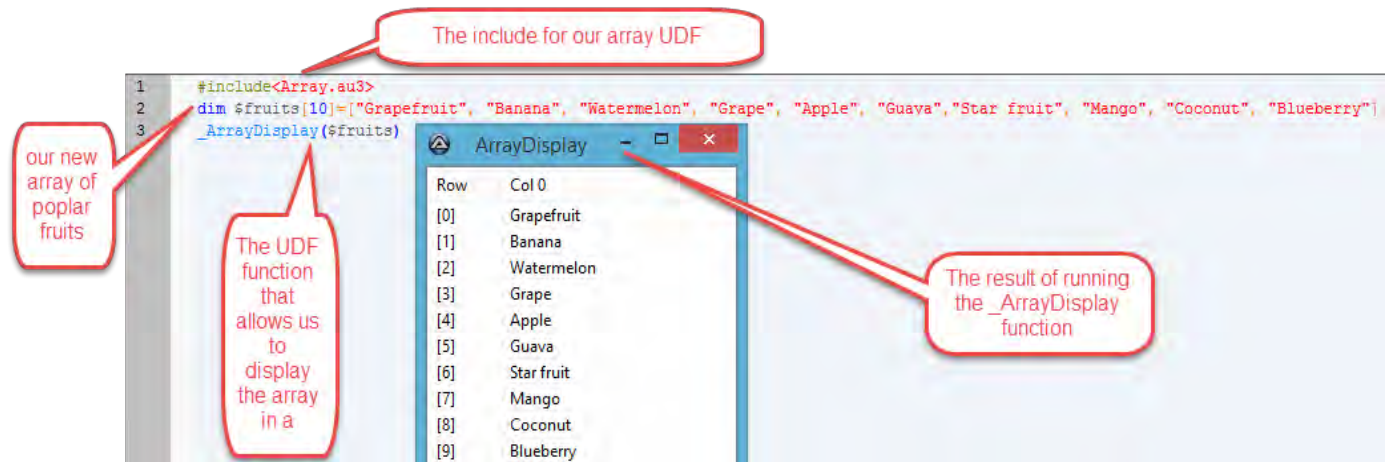 The include for our array UDF
1 #include<Array.au3>
2 dim $fruits[10]=["Grapefruit", "Banana", "Watermelon", "Grape", "Apple", "Guava","Star fruit", "Mango", "Coconut", "Blueberry"]
3 _ArrayDisplay($fruits)
our new
array of
poplar
fruits
The UDF
function
that
allows us
to
display
the array
in a
ArrayDisplay
Row Col 0
[0] Grapefruit
[1] Banana
[2] Watermelon
[3] Grape
[4] Apple
[5] Guava
[6] Star fruit
[7] Mango
[8] Coconut
[9] Blueberry
The result of running
the _ArrayDisplay
function